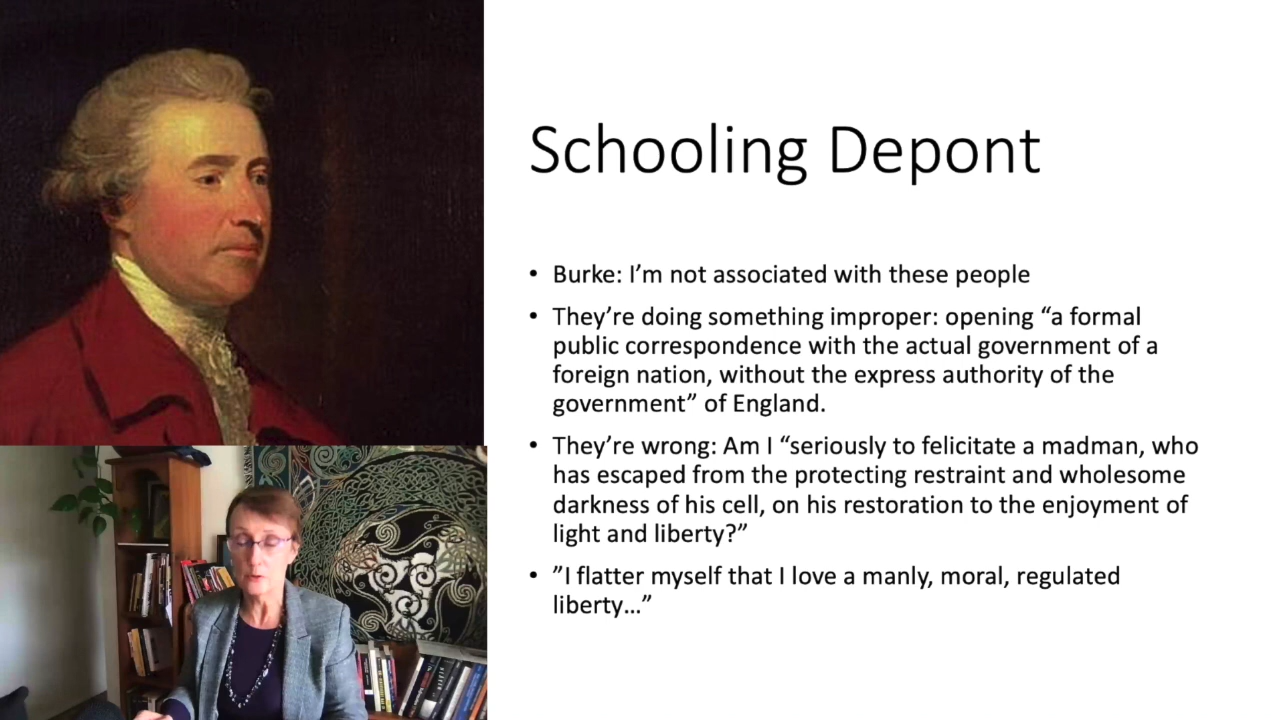 Schooling Depont
• Burke: I’m not associated with these people
• They’re doing something improper: opening “a formal
public correspondence with the actual government of a
foreign nation, without the express authority of the
government” of England.
• They’re wrong: Am I “seriously to felicitate a madman, who
has escaped from the protecting restraint and wholesome
darkness of his cell, on his restoration to the enjoyment of
light and liberty?”
• ”I flatter myself that I love a manly, moral, regulated
liberty…”